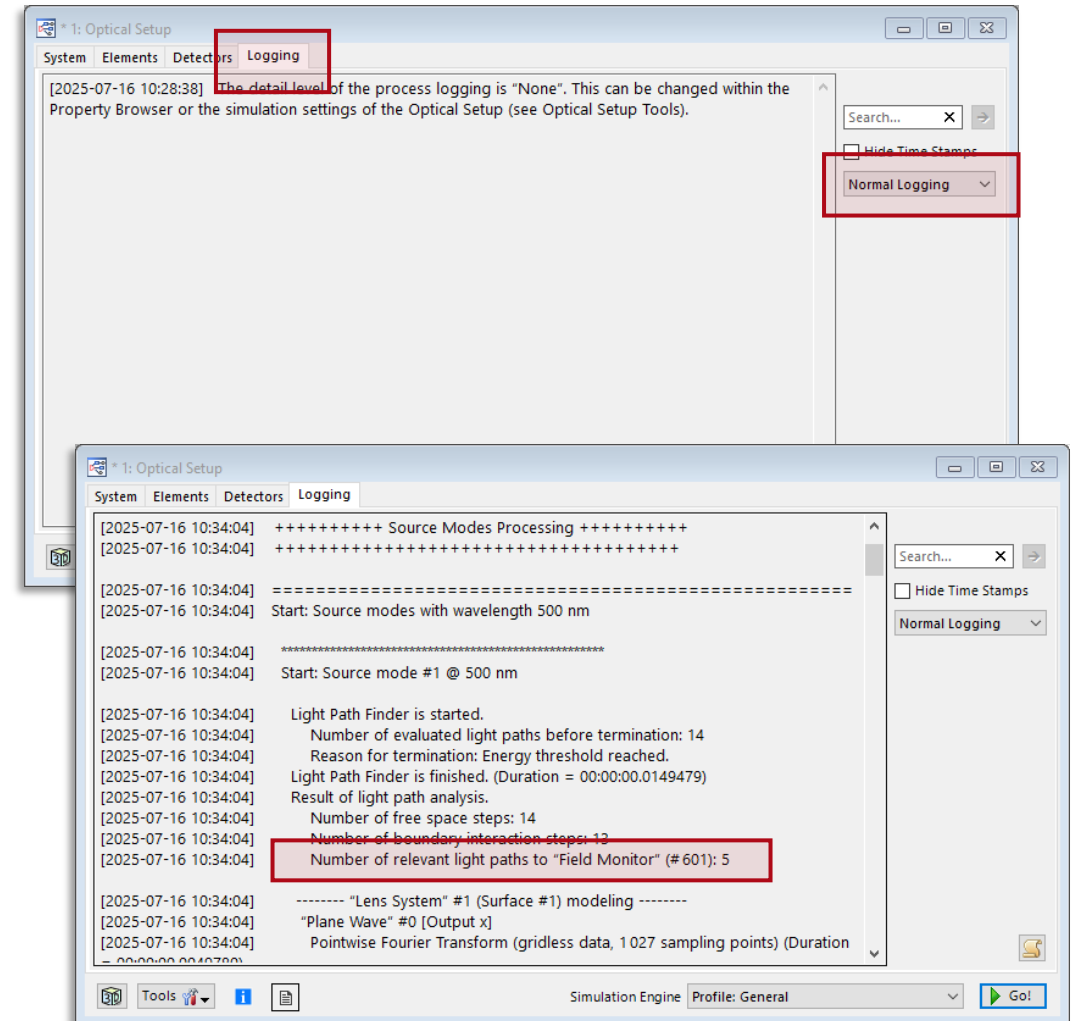 * 1: Optical Setup
System Elements Detectors Logging
[2025-07-16 10:28:38] The detail level of the process logging is “None”. This can be changed within the
Property Browser or the simulation settings of the Optical Setup (see Optical Setup Tools).
Search...
Hide Time Stamps
Normal Logging
3D
* 1: Optical Setup
System Elements Detectors Logging
[2025-07-16 10:34:04] ++++++++++ Source Modes Processing ++++++++++
[2025-07-16 10:34:04] +++++++++++++++++++++++++++++++++++++
[2025-07-16 10:34:04] =====================================================
[2025-07-16 10:34:04] Start: Source modes with wavelength 500 nm
[2025-07-16 10:34:04] *****************************************************
[2025-07-16 10:34:04] Start: Source mode #1 @ 500 nm
[2025-07-16 10:34:04] Light Path Finder is started.
[2025-07-16 10:34:04] Number of evaluated light paths before termination: 14
[2025-07-16 10:34:04] Reason for termination: Energy threshold reached.
[2025-07-16 10:34:04] Light Path Finder is finished. (Duration = 00:00:00.0149479)
[2025-07-16 10:34:04] Result of light path analysis.
[2025-07-16 10:34:04] Number of free space steps: 14
[2025-07-16 10:34:04] Number of boundary interaction steps: 13
[2025-07-16 10:34:04] Number of relevant light paths to “Field Monitor” (# 601): 5
[2025-07-16 10:34:04] -------- “Lens System” #1 (Surface #1) modeling --------
[2025-07-16 10:34:04] “Plane Wave” #0 [Output x]
[2025-07-16 10:34:04] Pointwise Fourier Transform (gridless data, 1 027 sampling points) (Duration
Search...
Hide Time Stamps
Normal Logging
3D Tools Simulation Engine Profile: General Go!